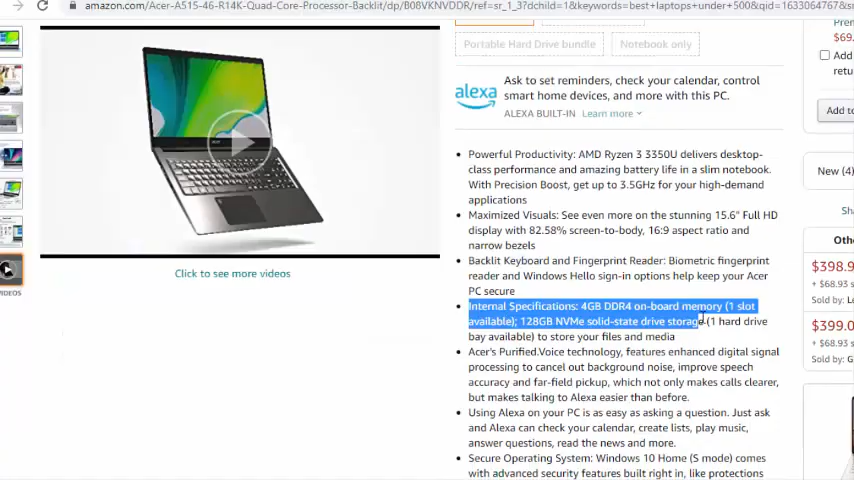 amazon.com/Acer-A515-46-R14K-Quad-Core-Processor-Backlit/dp/B08VKNVDDR/ref=sr_1_3?dchild=1&keywords=best+laptops+under+500&qid=1633064767&s
Pre
$69.
Portable Hard Drive bundle
Notebook only
Add
retu
Ask to set reminders, check your calendar, control
smart home devices, and more with this PC.
alexa
ALEXA BUILT-IN Learn more
Add to
Powerful Productivity: AMD Ryzen 3 3350U delivers desktop-
class performance and amazing battery life in a slim notebook.
With Precision Boost, get up to 3.5GHz for your high-demand
applications
New (4)
Maximized Visuals: See even more on the stunning 15.6" Full HD
display with 82.58% screen-to-body, 16:9 aspect ratio and
narrow bezels
Sha
Othe
Backlit Keyboard and Fingerprint Reader: Biometric fingerprint
reader and Windows Hello sign-in options help keep your Acer
PC secure
$398.9
+ $68.93 s
Sold by: Le
Click to see more videos
VIDEOS
Internal Specifications: 4GB DDR4 on-board memory (1 slot
available); 128GB NVMe solid-state drive storage (1 hard drive
bay available) to store your files and media
$399.0
+ $68.93 s
Sold by: G
Acer's Purified.Voice technology, features enhanced digital signal
processing to cancel out background noise, improve speech
accuracy and far-field pickup, which not only makes calls clearer,
but makes talking to Alexa easier than before.
Using Alexa on your PC is as easy as asking a question. Just ask
and Alexa can check your calendar, create lists, play music,
answer questions, read the news and more.
Secure Operating System: Windows 10 Home (S mode) comes
with advanced security features built right in, like protections